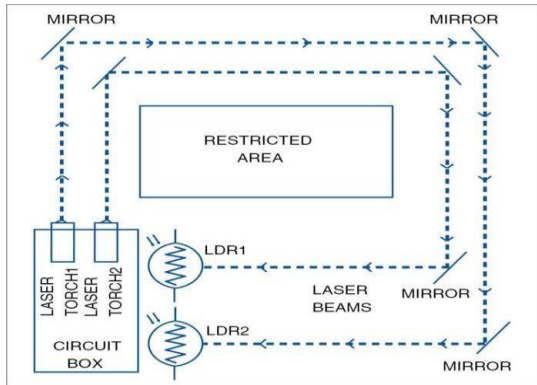 MIRROR
MIRROR
RESTRICTED
AREA
LASER
TORCH1
LASER
TORCH2
LDR1
LASER
BEAMS
MIRROR
LDR2
CIRCUIT
BOX
MIRROR